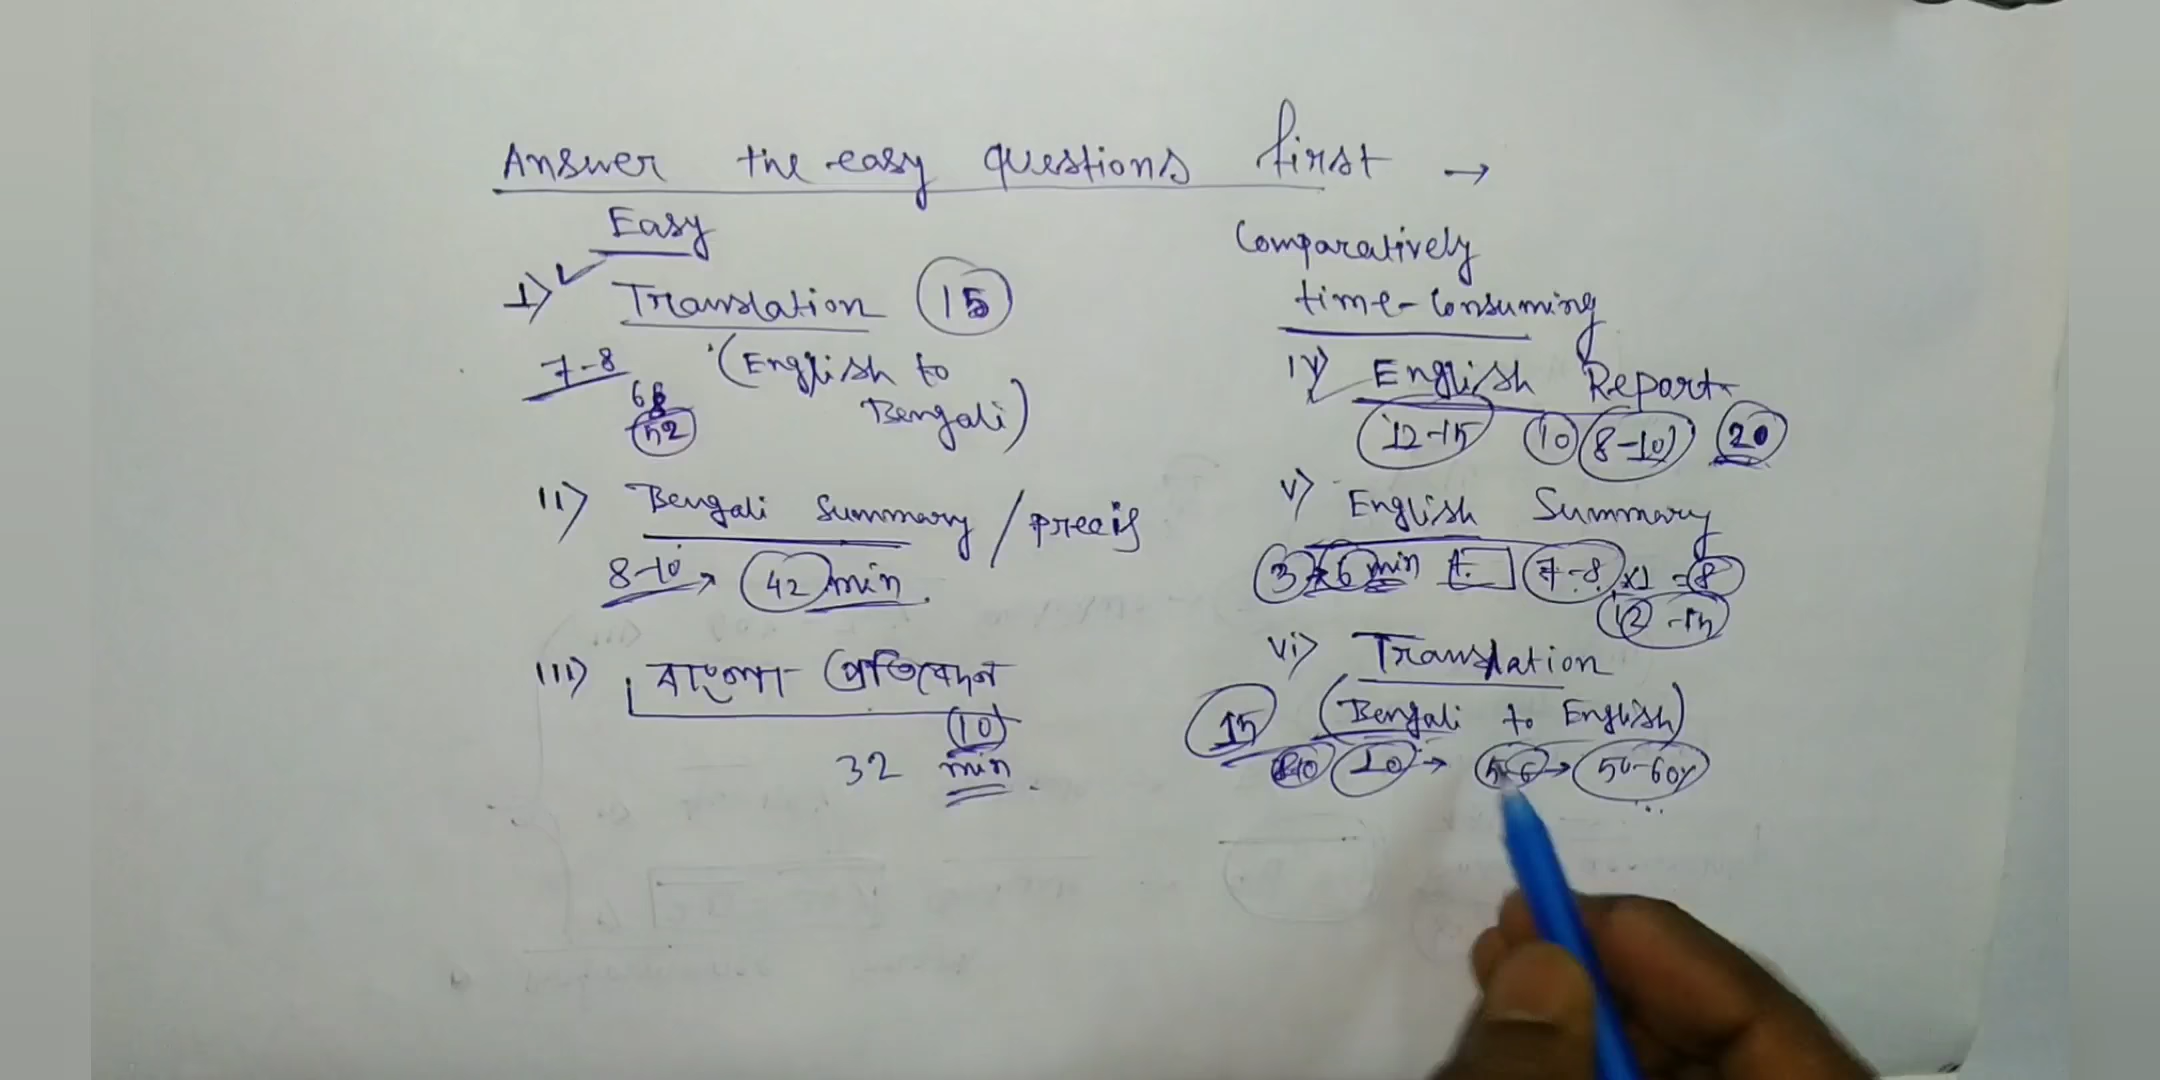 Answer the easy questions first →
Easy
I) ✓ Translation 15
7-8 (English to
Bengali)
60
8
52
II) Bengali Summary / precis
8-10 → 42 min.
III) বাংলা প্রতিবেদন
10
32 min.
Comparatively
time-consuming
IV) English Report
12-15 10 8-10 20
V) English Summary
7-8 x1 = 8
12-15
VI) Translation
15 (Bengali to English)
10 → 5-6 → 50-60%